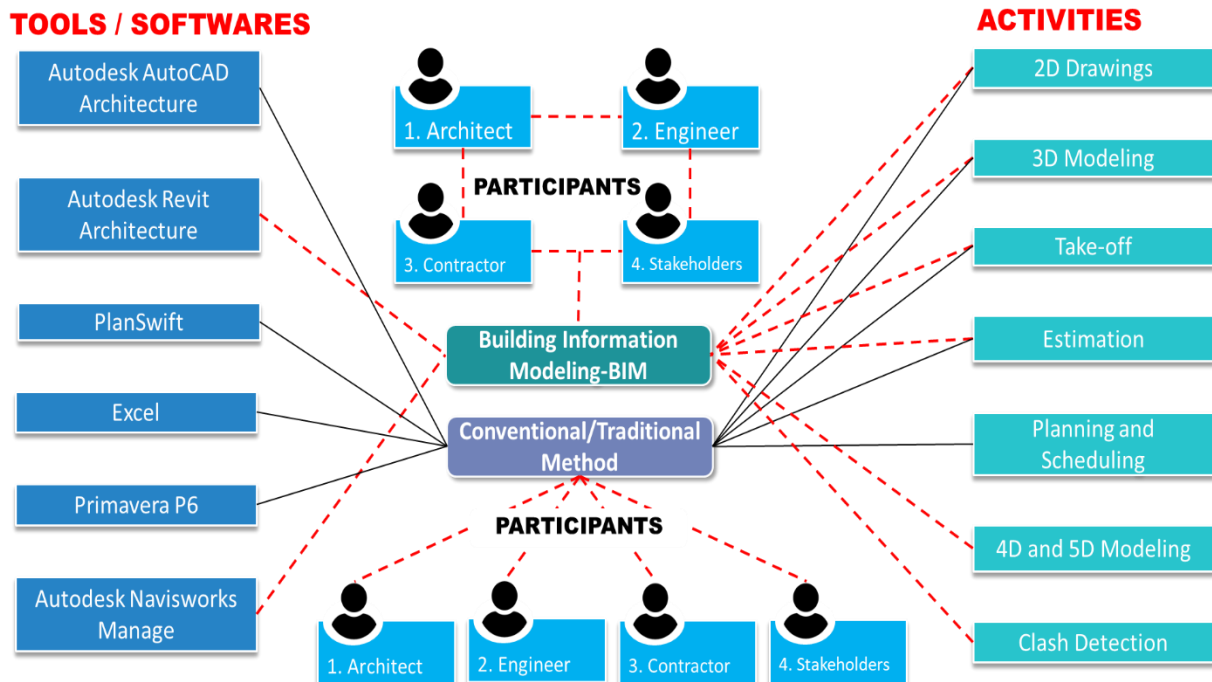 TOOLS / SOFTWARES
Autodesk AutoCAD
Architecture
Autodesk Revit
Architecture
PlanSwift
Excel
Primavera P6
Autodesk Navisworks
Manage
1. Architect
2. Engineer
PARTICIPANTS
3. Contractor
4. Stakeholders
Building Information
Modeling-BIM
Conventional/Traditional
Method
PARTICIPANTS
1. Architect
2. Engineer
3. Contractor
4. Stakeholders
ACTIVITIES
2D Drawings
3D Modeling
Take-off
Estimation
Planning and
Scheduling
4D and 5D Modeling
Clash Detection